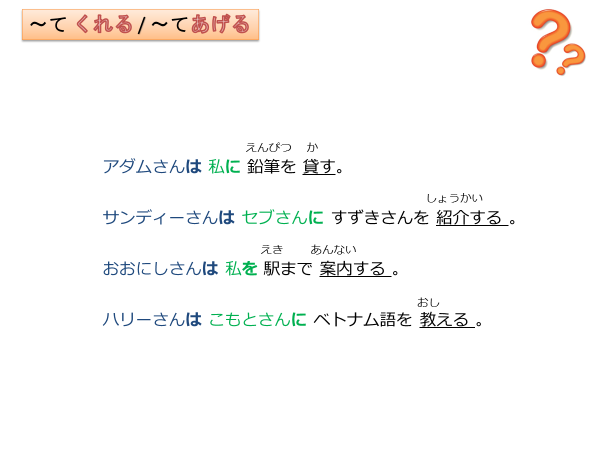 ～て くれる / ～てあげる
えんぴつ か
アダムさんは 私に 鉛筆を 貸す。
しょうかい
サンディーさんは セブさんに すずきさんを 紹介する 。
えき あんない
おおにしさんは 私を 駅まで 案内する 。
おし
ハリーさんは こもとさんに ベトナム語を 教える 。